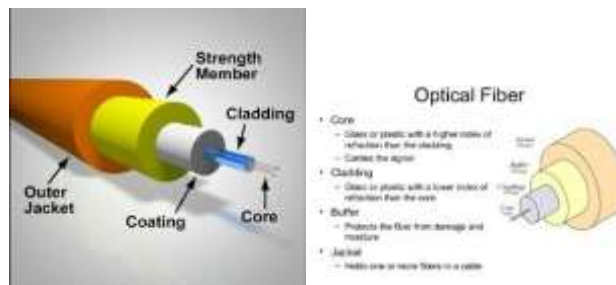 Strength
Member
Cladding
Outer
Jacket
Coating
Core
Optical Fiber
• Core
– Glass or plastic with a higher index of
refraction than the cladding
– Carries the signal
• Cladding
– Glass or plastic with a lower index of
refraction than the core
• Buffer
– Protects the fiber from damage and
moisture
• Jacket
– Holds one or more fibers in a cable